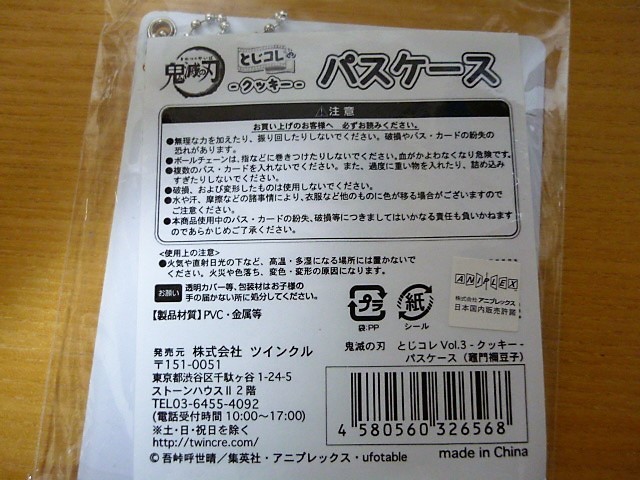 鬼滅の刃
とじコレ
-クッキー-
パスケース
⚠注意
お買い上げのお客様へ 必ずお読みください。
●無理な力を加えたり、振り回したりしないでください。破損やパス・カードの紛失の
恐れがあります。
●ボールチェーンは、指などに巻きつけたりしないでください。血がかよわなくなり危険です。
●複数のパス・カードを入れないでください。また、過度に重い物を入れたり、詰め込み
すぎたりしないでください。
●破損、および変形したものは使用しないでください。
●水や汗、摩擦などの諸事情により、衣服など他のものに色が移る場合がございますので
ご注意ください。
●本商品使用中のパス・カードの紛失、破損等につきましてはいかなる責任も負いかねます
のであらかじめご了承ください。
<使用上の注意>
●火気や直射日光の下など、高温・多湿になる場所には置かないで
ください。火災や色落ち、変色・変形の原因になります。
お願い
透明カバー等、包装材はお子様の
手の届かない所に処分してください。
【製品材質】PVC・金属等
プラ
袋:PP
紙
シール
ANIPLEX
株式会社 アニプレックス
日本国内販売許諾
発売元 株式会社 ツインクル
〒151-0051
東京都渋谷区千駄ヶ谷 1-24-5
ストーンハウスⅡ 2 階
TEL03-6455-4092
(電話受付時間 10:00~17:00)
※土・日・祝日を除く
http://twincre.com/
鬼滅の刃 とじコレ Vol.3 - クッキー -
パスケース (竈門禰豆子)
4 580560 326568
© 吾峠呼世晴／集英社・アニプレックス・ufotable
made in China